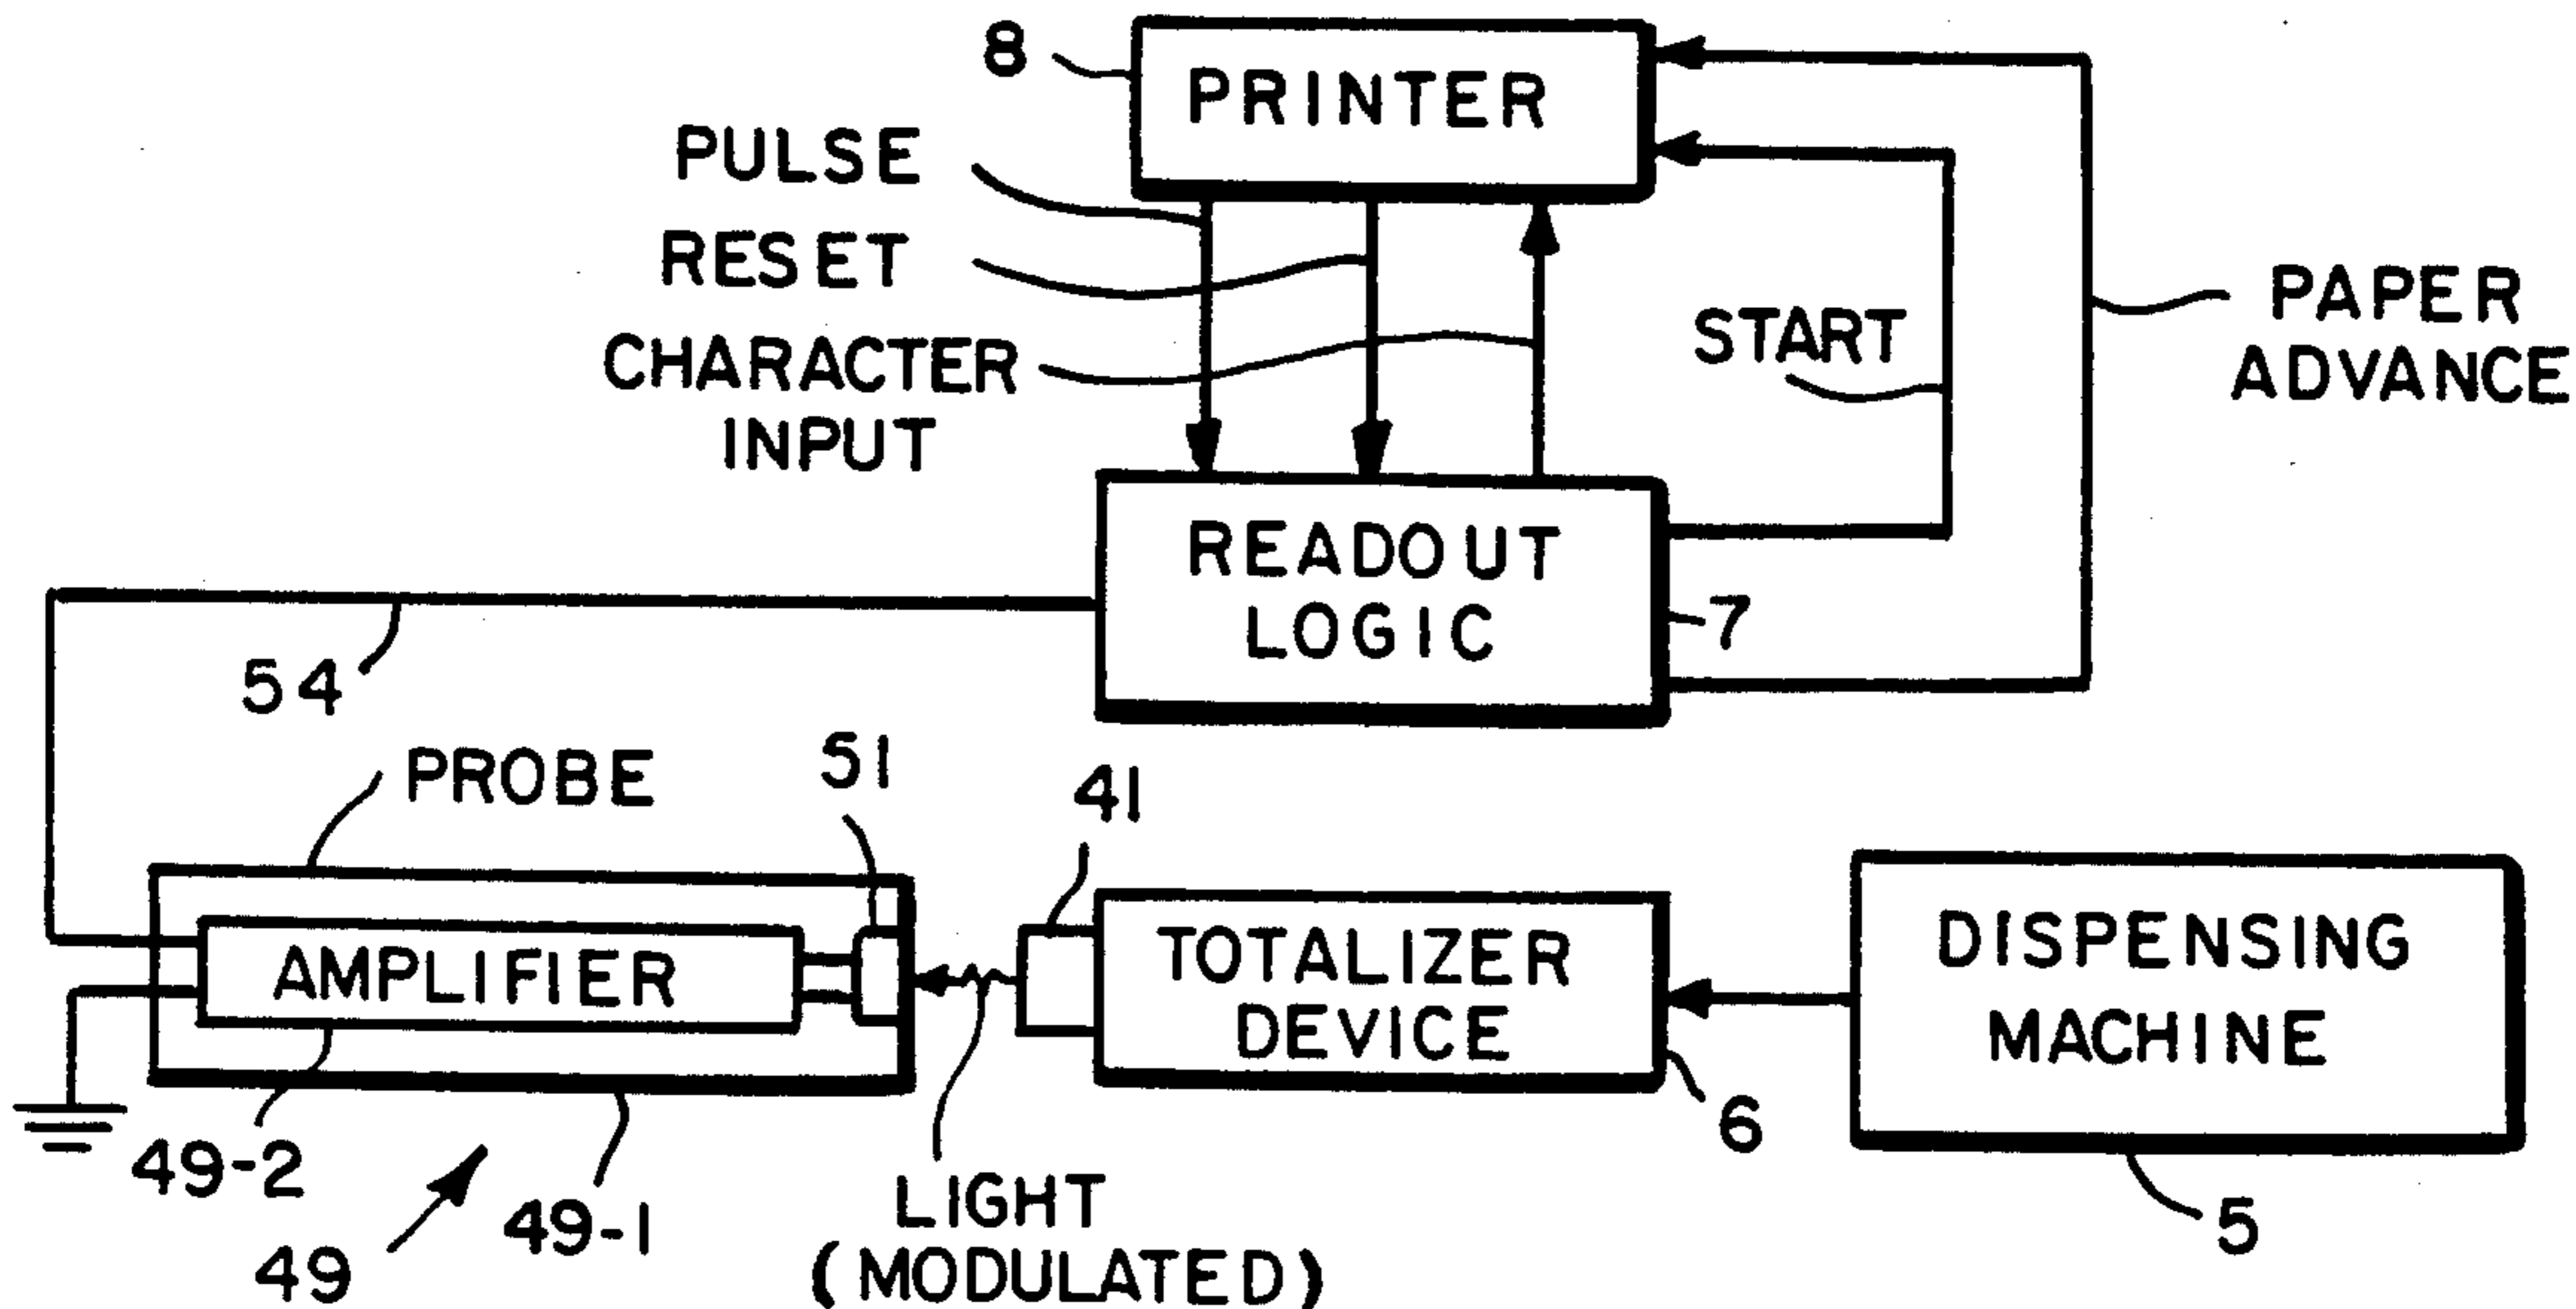 8
PRINTER
PULSE
RESET
CHARACTER
INPUT
START
PAPER
ADVANCE
READOUT
LOGIC
7
54
PROBE
51
41
AMPLIFIER
TOTALIZER
DEVICE
DISPENSING
MACHINE
6
5
49-2
49-1
49
LIGHT
(MODULATED)